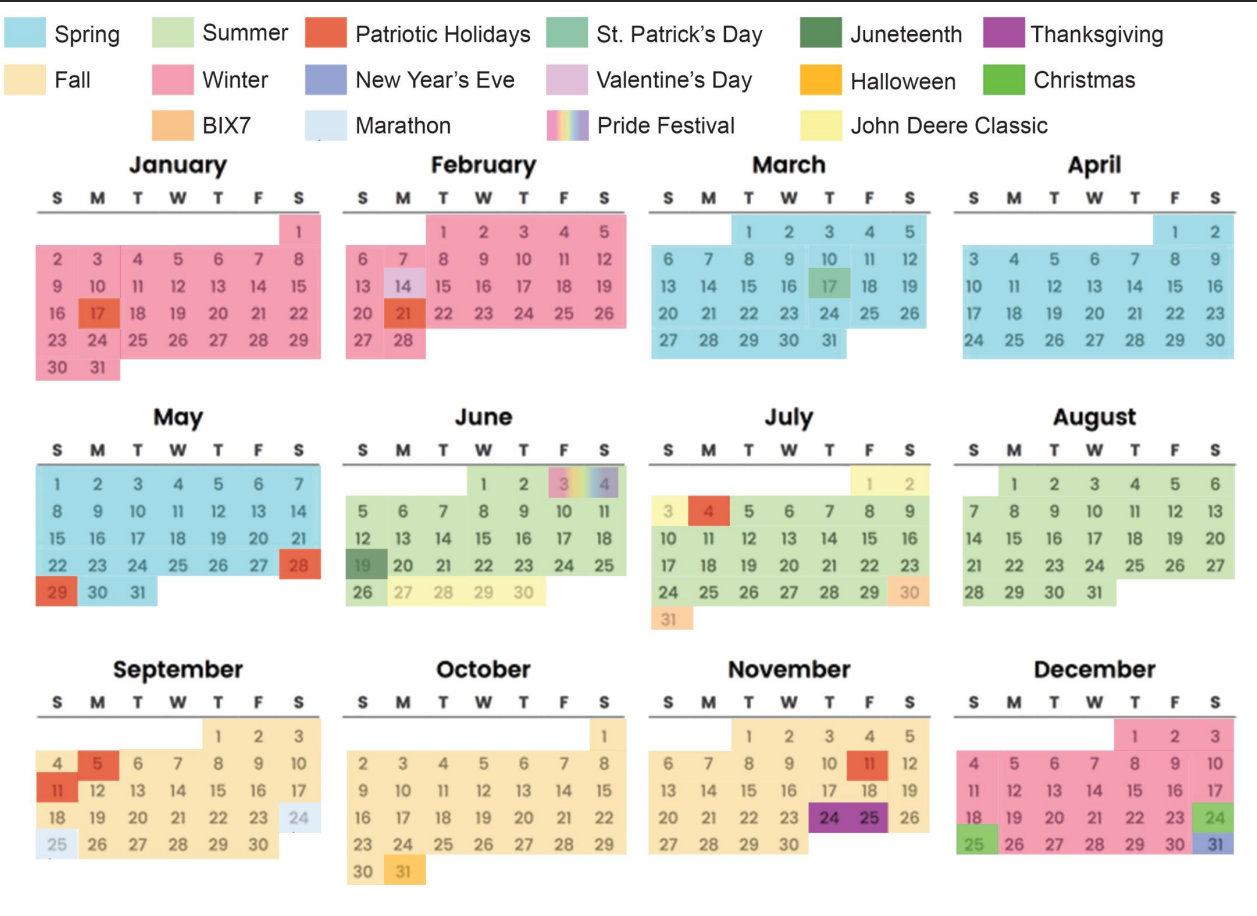 Spring Summer Patriotic Holidays St. Patrick's Day Juneteenth Thanksgiving
Fall Winter New Year's Eve Valentine's Day Halloween Christmas
BIX7 Marathon Pride Festival John Deere Classic
January
S M T W T F S
1
2 3 4 5 6 7 8
9 10 11 12 13 14 15
16 17 18 19 20 21 22
23 24 25 26 27 28 29
30 31
February
S M T W T F S
1 2 3 4 5
6 7 8 9 10 11 12
13 14 15 16 17 18 19
20 21 22 23 24 25 26
27 28
March
S M T W T F S
1 2 3 4 5
6 7 8 9 10 11 12
13 14 15 16 17 18 19
20 21 22 23 24 25 26
27 28 29 30 31
April
S M T W T F S
1 2
3 4 5 6 7 8 9
10 11 12 13 14 15 16
17 18 19 20 21 22 23
24 25 26 27 28 29 30
May
S M T W T F S
1 2 3 4 5 6 7
8 9 10 11 12 13 14
15 16 17 18 19 20 21
22 23 24 25 26 27 28
29 30 31
June
S M T W T F S
1 2 3 4
5 6 7 8 9 10 11
12 13 14 15 16 17 18
19 20 21 22 23 24 25
26 27 28 29 30
July
S M T W T F S
1 2
3 4 5 6 7 8 9
10 11 12 13 14 15 16
17 18 19 20 21 22 23
24 25 26 27 28 29 30
31
August
S M T W T F S
1 2 3 4 5 6
7 8 9 10 11 12 13
14 15 16 17 18 19 20
21 22 23 24 25 26 27
28 29 30 31
September
S M T W T F S
1 2 3
4 5 6 7 8 9 10
11 12 13 14 15 16 17
18 19 20 21 22 23 24
25 26 27 28 29 30
October
S M T W T F S
1
2 3 4 5 6 7 8
9 10 11 12 13 14 15
16 17 18 19 20 21 22
23 24 25 26 27 28 29
30 31
November
S M T W T F S
1 2 3 4 5
6 7 8 9 10 11 12
13 14 15 16 17 18 19
20 21 22 23 24 25 26
27 28 29 30
December
S M T W T F S
1 2 3
4 5 6 7 8 9 10
11 12 13 14 15 16 17
18 19 20 21 22 23 24
25 26 27 28 29 30 31